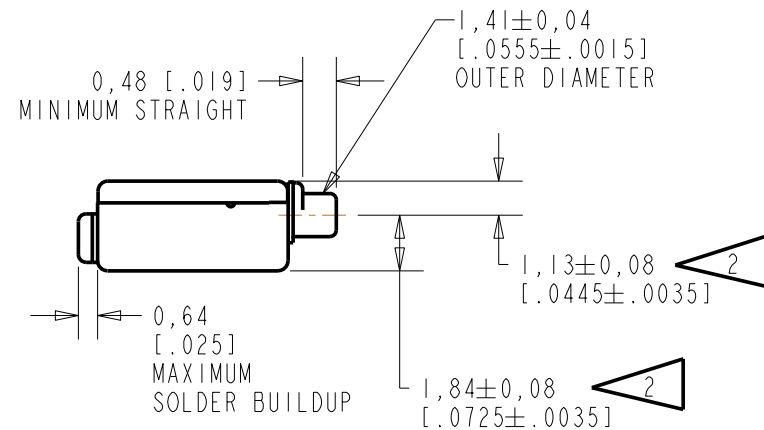 1,41±0,04
[.0555±.0015]
OUTER DIAMETER
0,48 [.019]
MINIMUM STRAIGHT
1,13±0,08
[.0445±.0035]
2
0,64
[.025]
MAXIMUM
SOLDER BUILDUP
1,84±0,08
[.0725±.0035]
2